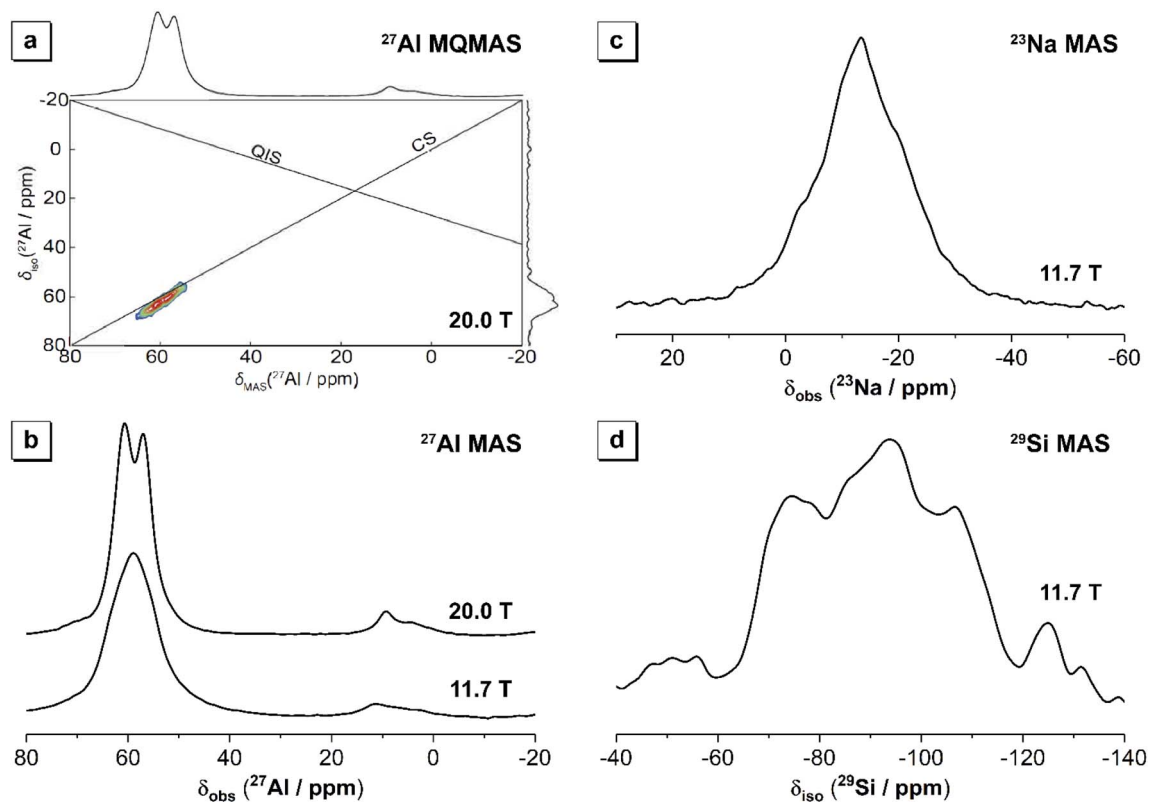 a
²⁷Al MQMAS
-20
0
20
40
60
80
δiso(²⁷Al / ppm)
QIS
CS
20.0 T
80 60 40 20 0 -20
δMAS(²⁷Al / ppm)
b
²⁷Al MAS
20.0 T
11.7 T
80 60 40 20 0 -20
δobs (²⁷Al / ppm)
c
²³Na MAS
11.7 T
20 0 -20 -40 -60
δobs (²³Na / ppm)
d
²⁹Si MAS
11.7 T
-40 -60 -80 -100 -120 -140
δiso (²⁹Si / ppm)